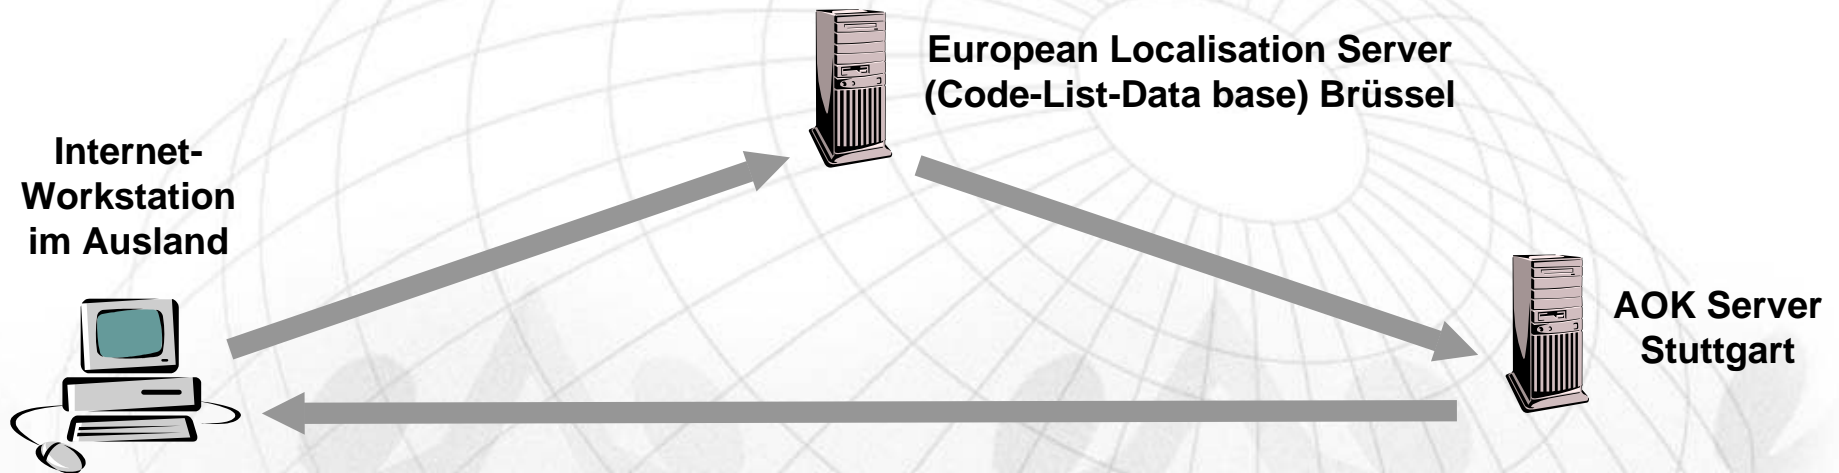 Internet-
Workstation
im Ausland
European Localisation Server
(Code-List-Data base) Brüssel
AOK Server
Stuttgart